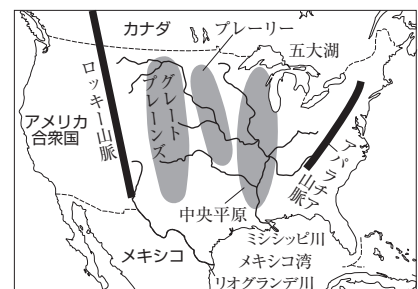 カナダ
プレーリー
五大湖
ロッキー山脈
グレート
プレーンズ
アメリカ
合衆国
アパラチア
山脈
中央平原
ミシシッピ川
メキシコ
メキシコ湾
リオグランデ川